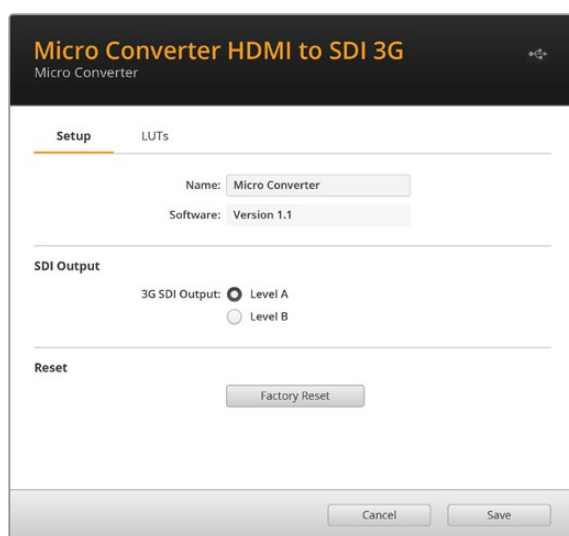 Micro Converter HDMI to SDI 3G
Micro Converter
Setup LUTs
Name: Micro Converter
Software: Version 1.1
SDI Output
3G SDI Output: Level A
Level B
Reset
Factory Reset
Cancel Save